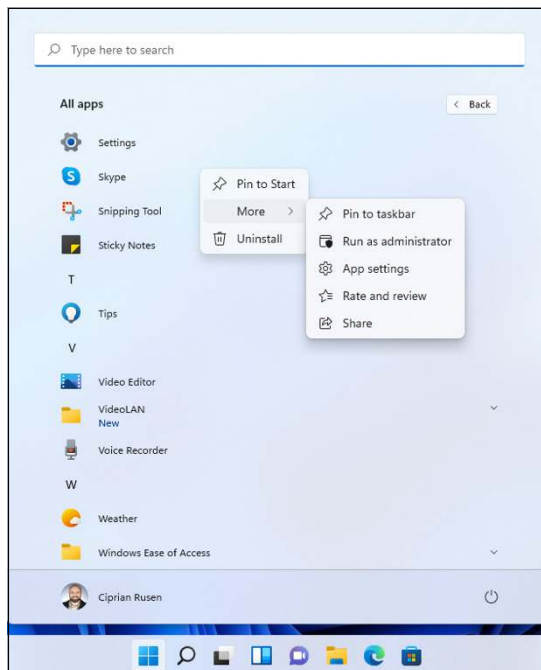 Type here to search
All apps
Back
Settings
Skype
Pin to Start
Snipping Tool
More
Pin to taskbar
Sticky Notes
Uninstall
Run as administrator
T
App settings
Tips
Rate and review
Share
V
Video Editor
VideoLAN
New
Voice Recorder
W
Weather
Windows Ease of Access
Ciprian Rusen